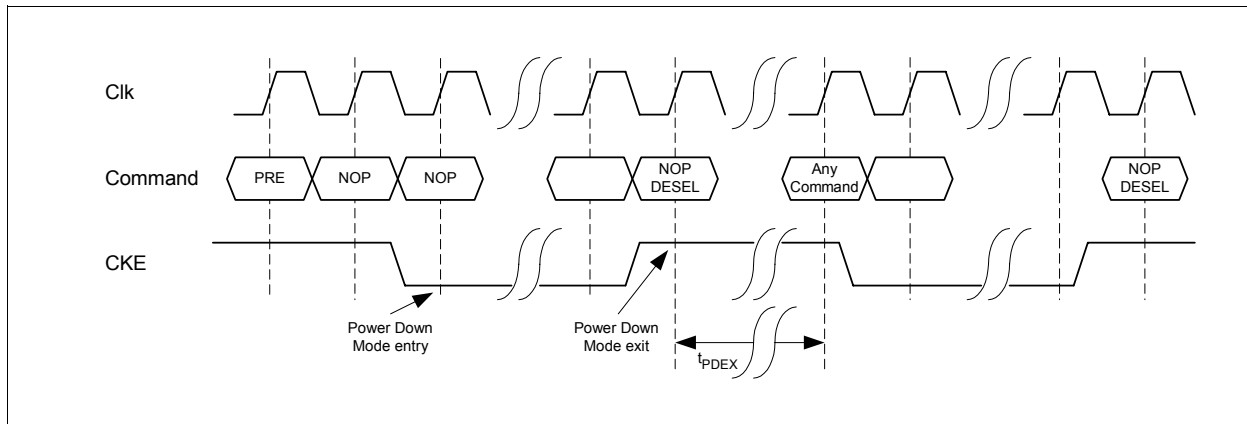 Clk
Command
PRE
NOP
NOP
NOP
DESEL
Any
Command
NOP
DESEL
CKE
Power Down
Mode entry
Power Down
Mode exit
tPDEX